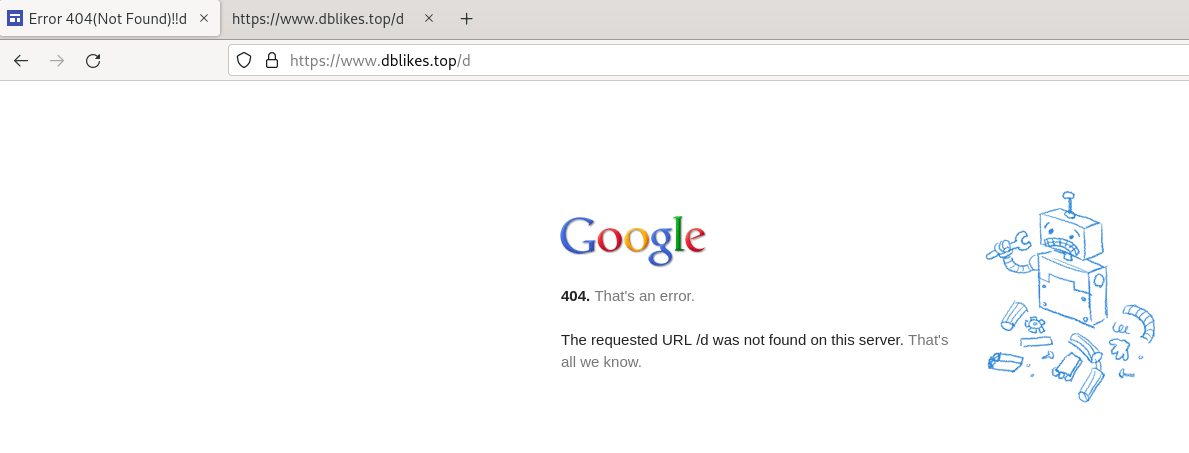 Error 404(Not Found)!!d
https://www.dblikes.top/d
https://www.dblikes.top/d
Google
404. That's an error.
The requested URL /d was not found on this server. That's
all we know.